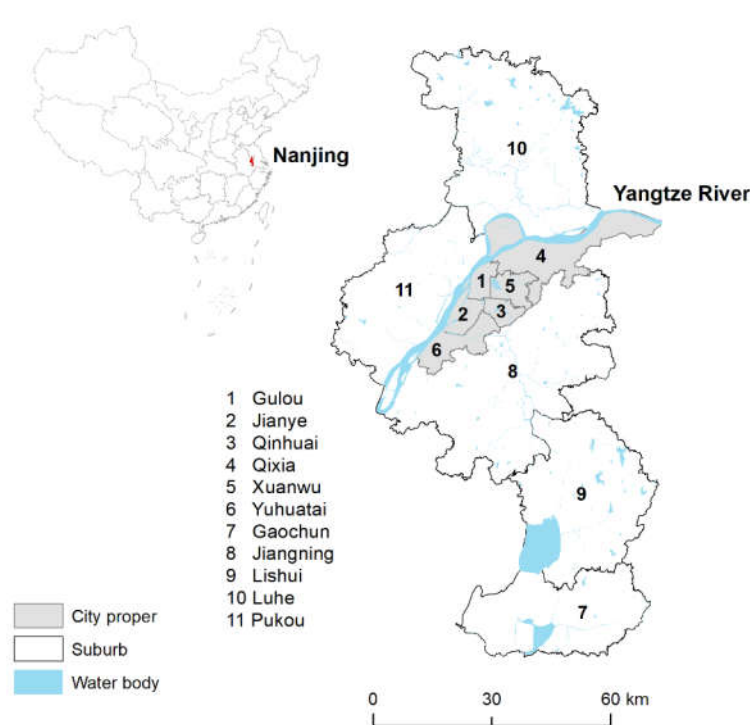 Nanjing
10
Yangtze River
4
11
1
5
2
3
6
8
9
7
1 Gulou
2 Jianye
3 Qinhuai
4 Qixia
5 Xuanwu
6 Yuhuatai
7 Gaochun
8 Jiangning
9 Lishui
10 Luhe
11 Pukou
City proper
Suburb
Water body
0 30 60 km